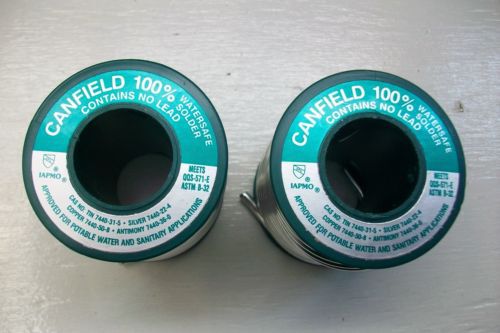 CANFIELD 100% WATERSAFE
CONTAINS NO LEAD SOLDER
IAPMO ®
MEETS
QQS-571-E
ASTM B-32
CAS NO. TIN 7440-31-5 • SILVER 7440-22-4
COPPER 7440-50-8 • ANTIMONY 7440-36-0
APPROVED FOR POTABLE WATER AND SANITARY APPLICATIONS
CANFIELD 100% WATERSAFE
CONTAINS NO LEAD SOLDER
IAPMO ®
MEETS
QQS-571-E
ASTM B-32
CAS NO. TIN 7440-31-5 • SILVER 7440-22-4
COPPER 7440-50-8 • ANTIMONY 7440-36-0
APPROVED FOR POTABLE WATER AND SANITARY APPLICATIONS